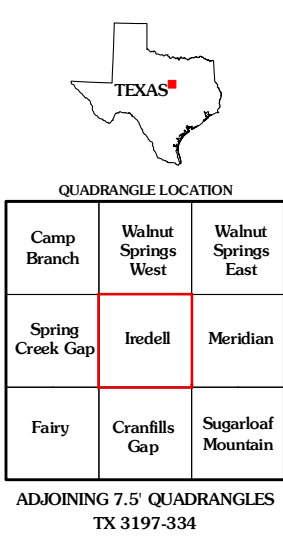 TEXAS
QUADRANGLE LOCATION
Camp
Branch
Walnut
Springs
West
Walnut
Springs
East
Spring
Creek Gap
Iredell
Meridian
Fairy
Cranfills
Gap
Sugarloaf
Mountain
ADJOINING 7.5' QUADRANGLES
TX 3197-334